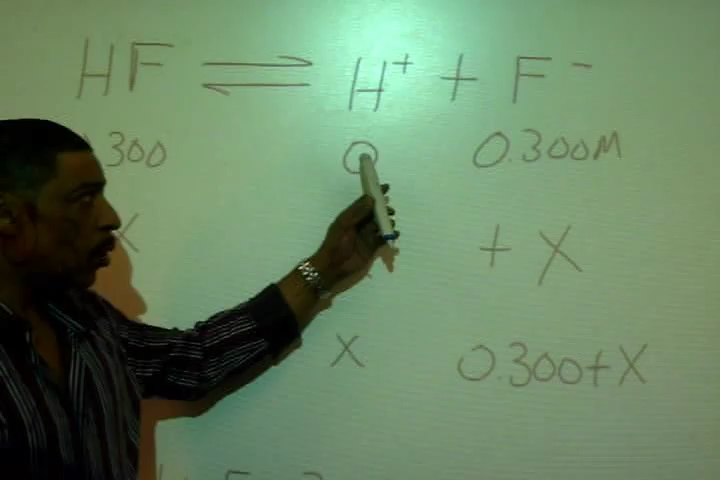 HF ⇌ H⁺ + F⁻
.300 0 0.300M
X + X
X 0.300+X